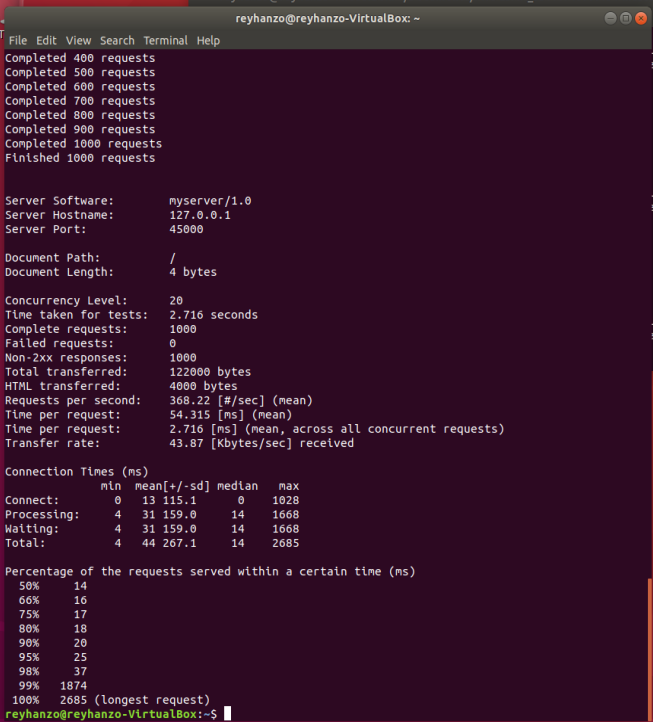 reyhanzo@reyhanzo-VirtualBox: ~
File Edit View Search Terminal Help
Completed 400 requests
Completed 500 requests
Completed 600 requests
Completed 700 requests
Completed 800 requests
Completed 900 requests
Completed 1000 requests
Finished 1000 requests
Server Software: myserver/1.0
Server Hostname: 127.0.0.1
Server Port: 45000
Document Path: /
Document Length: 4 bytes
Concurrency Level: 20
Time taken for tests: 2.716 seconds
Complete requests: 1000
Failed requests: 0
Non-2xx responses: 1000
Total transferred: 122000 bytes
HTML transferred: 4000 bytes
Requests per second: 368.22 [#/sec] (mean)
Time per request: 54.315 [ms] (mean)
Time per request: 2.716 [ms] (mean, across all concurrent requests)
Transfer rate: 43.87 [Kbytes/sec] received
Connection Times (ms)
min mean[+/-sd] median max
Connect: 0 13 115.1 0 1028
Processing: 4 31 159.0 14 1668
Waiting: 4 31 159.0 14 1668
Total: 4 44 267.1 14 2685
Percentage of the requests served within a certain time (ms)
50% 14
66% 16
75% 17
80% 18
90% 20
95% 25
98% 37
99% 1874
100% 2685 (longest request)
reyhanzo@reyhanzo-VirtualBox:~$